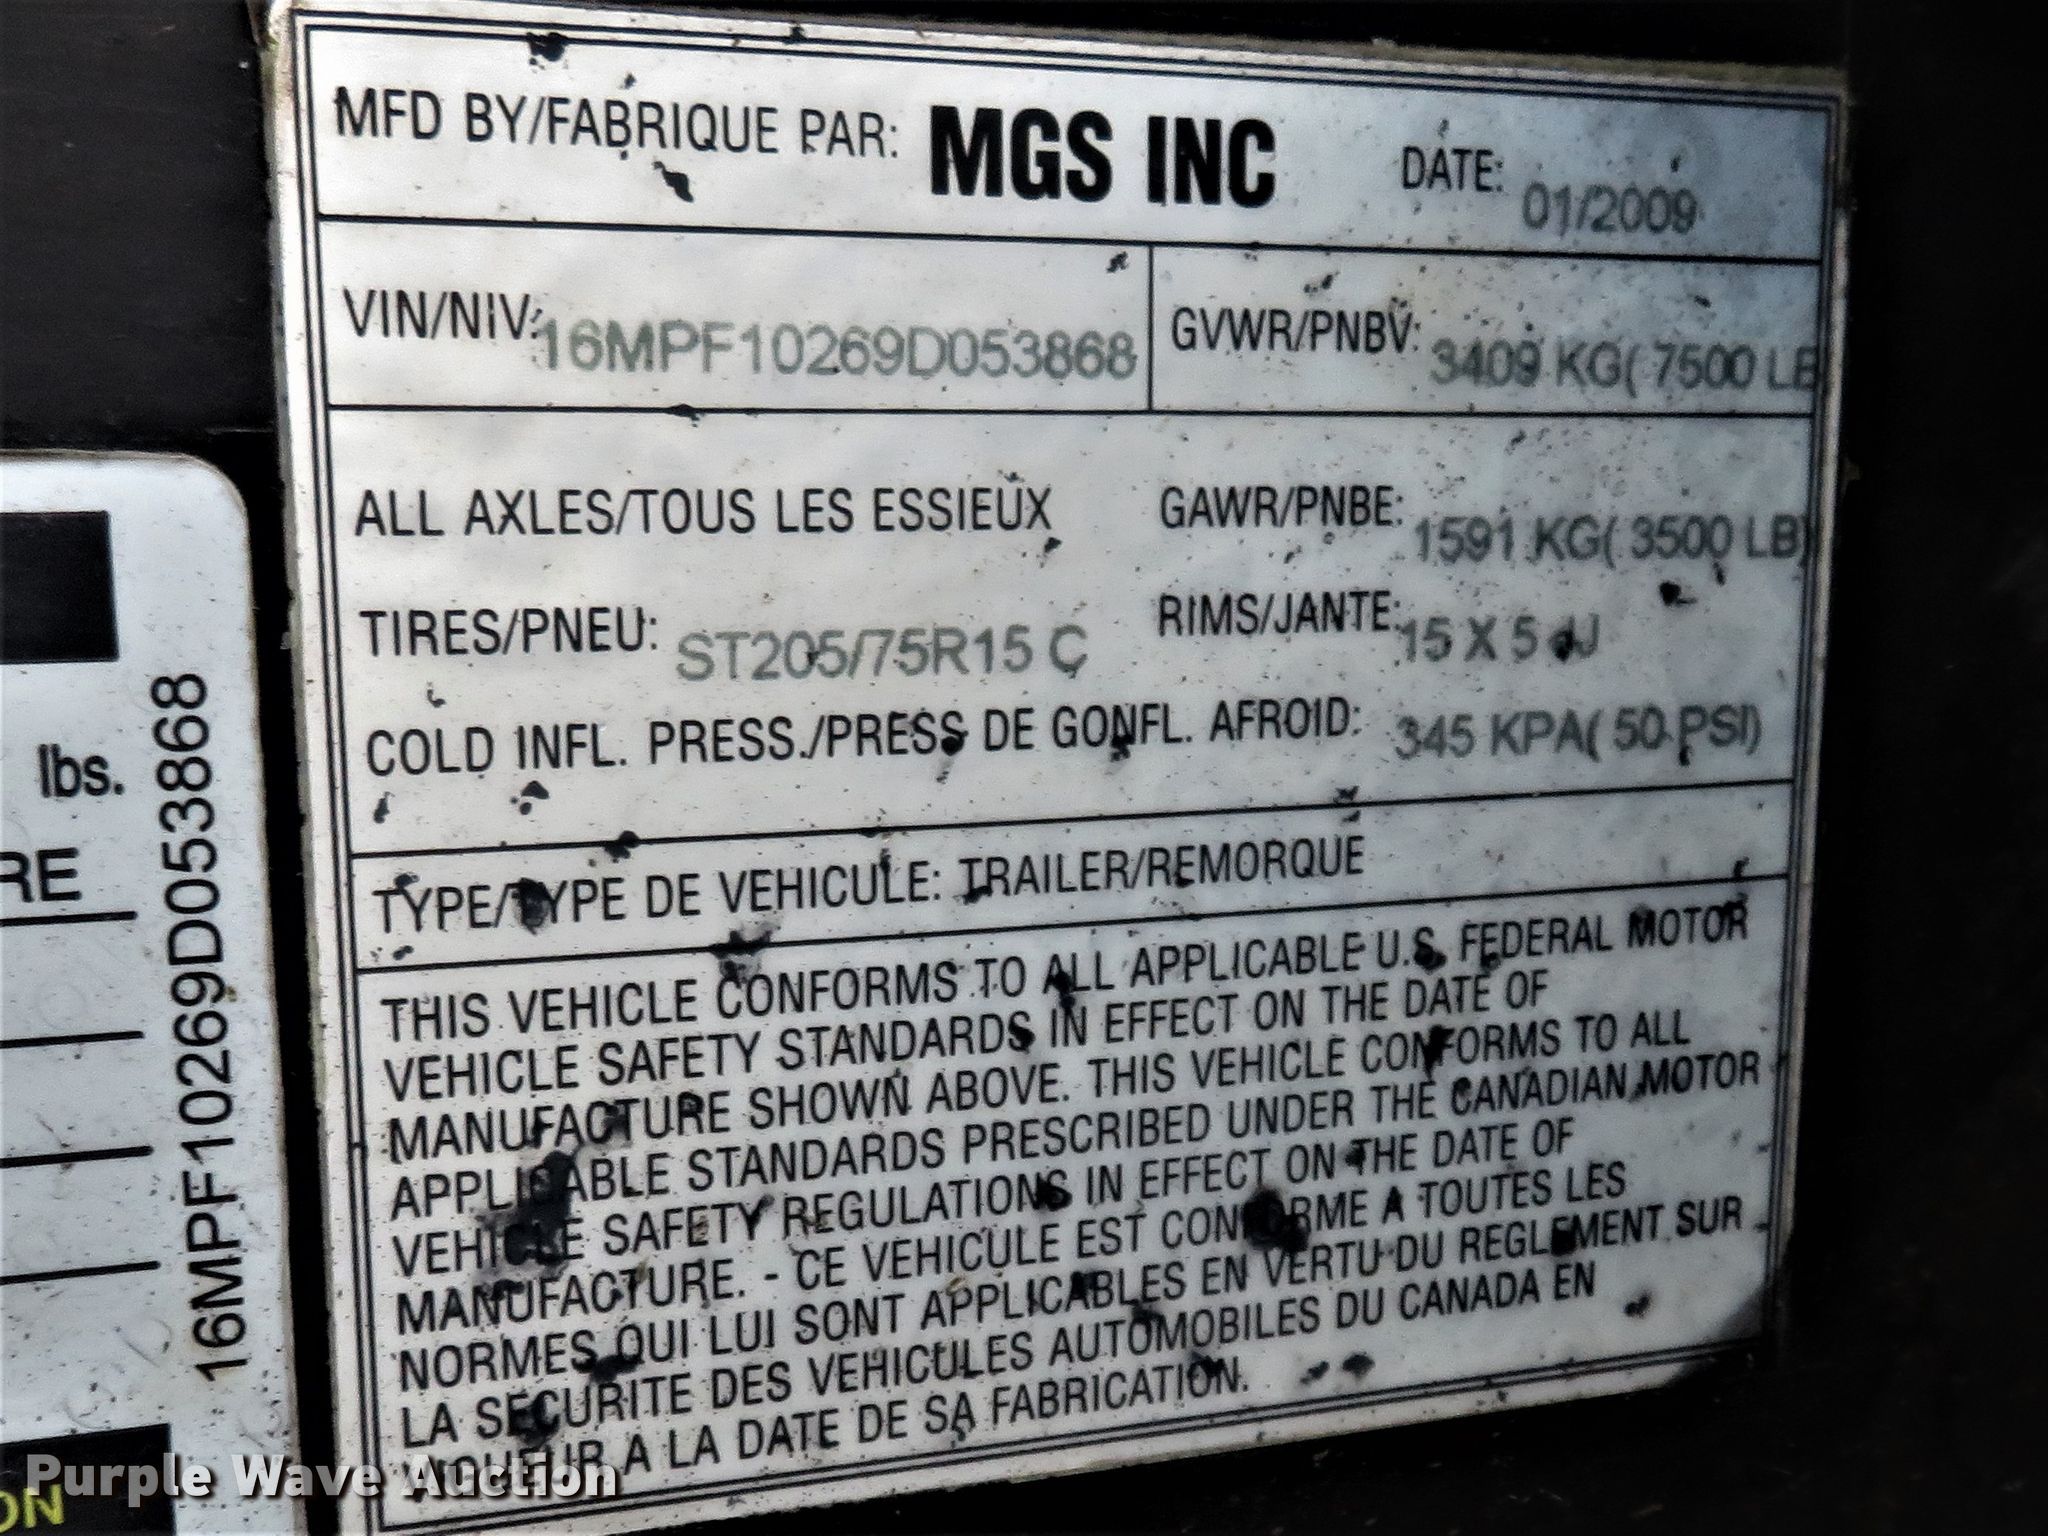 MFD BY/FABRIQUE PAR: MGS INC DATE: 01/2009
VIN/NIV: 16MPF10269D053868 GVWR/PNBV: 3409 KG( 7500 LB
ALL AXLES/TOUS LES ESSIEUX GAWR/PNBE: 1591 KG( 3500 LB)
TIRES/PNEU: ST205/75R15 C RIMS/JANTE: 15 X 5 JJ
COLD INFL. PRESS./PRESS DE GONFL. AFROID: 345 KPA( 50 PSI)
TYPE/TYPE DE VEHICULE: TRAILER/REMORQUE
THIS VEHICLE CONFORMS TO ALL APPLICABLE U.S. FEDERAL MOTOR
VEHICLE SAFETY STANDARDS IN EFFECT ON THE DATE OF
MANUFACTURE SHOWN ABOVE. THIS VEHICLE CONFORMS TO ALL
APPLICABLE STANDARDS PRESCRIBED UNDER THE CANADIAN MOTOR
VEHICLE SAFETY REGULATIONS IN EFFECT ON THE DATE OF
MANUFACTURE. - CE VEHICULE EST CONFORME A TOUTES LES
NORMES QUI LUI SONT APPLICABLES EN VERTU DU REGLEMENT SUR
LA SECURITE DES VEHICULES AUTOMOBILES DU CANADA EN
VIGUEUR A LA DATE DE SA FABRICATION.
lbs.
RE
16MPF10269D053868
ON
Purple Wave Auction